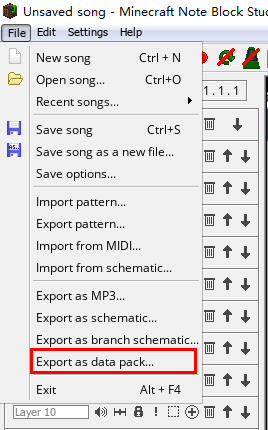 Unsaved song - Minecraft Note Block Stu
File Edit Settings Help
New song Ctrl + N
Open song... Ctrl+O
Recent songs...
1.1.1
Save song Ctrl+S
Save song as a new file...
Save options...
Import pattern...
Export pattern...
Import from MIDI...
Import from schematic...
Export as MP3...
Export as schematic...
Export as branch schematic...
Export as data pack...
Exit Alt + F4
Layer 10